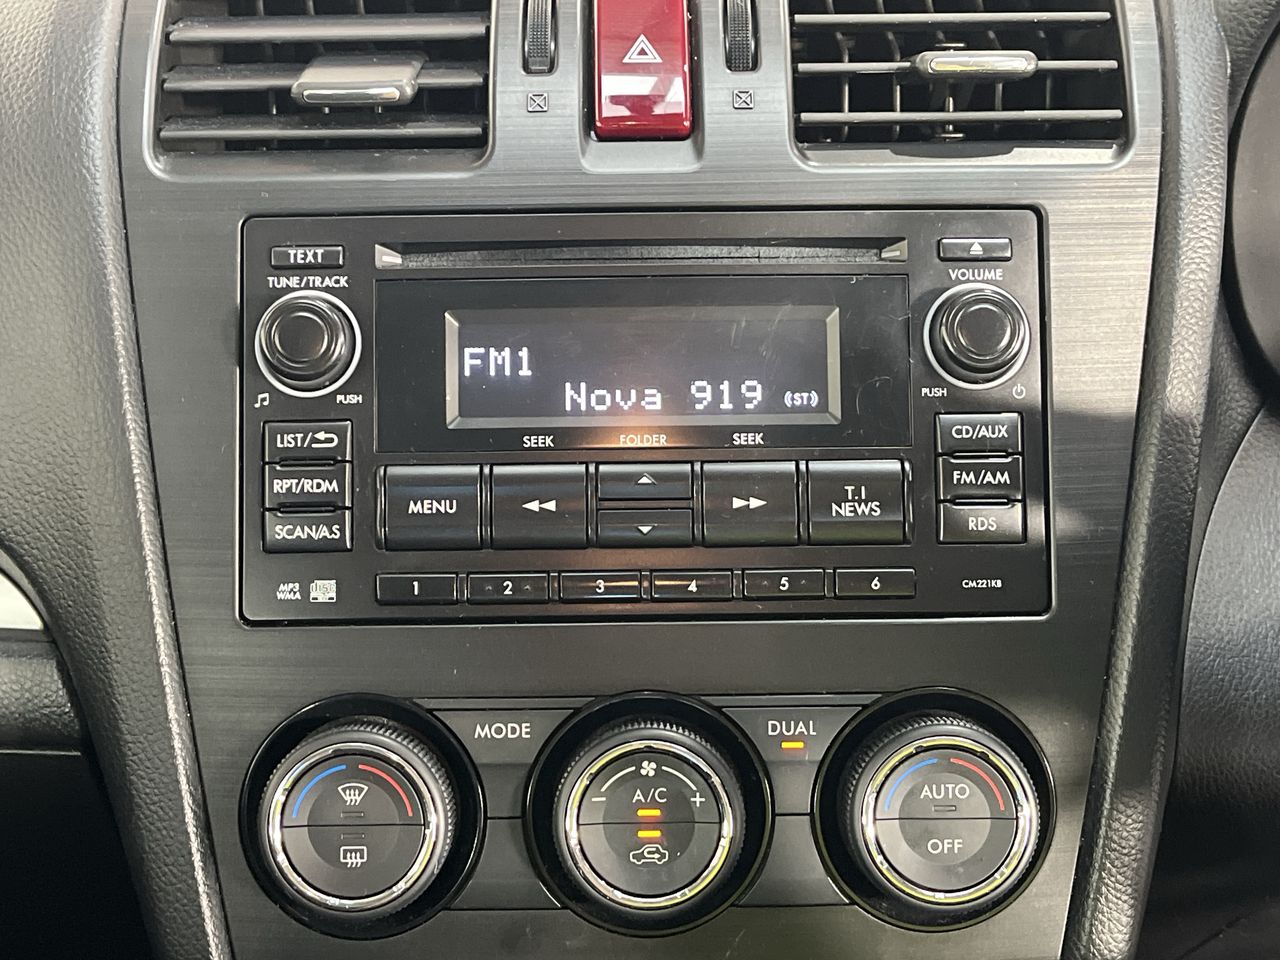 TEXT
TUNE/TRACK
PUSH
VOLUME
PUSH
FM1
Nova 919 (ST)
SEEK FOLDER SEEK
LIST/
RPT/RDM
SCAN/A.S
MENU
T.I
NEWS
CD/AUX
FM/AM
RDS
MP3
WMA
1 2 3 4 5 6
CM221KB
MODE
DUAL
A/C
- +
AUTO
OFF